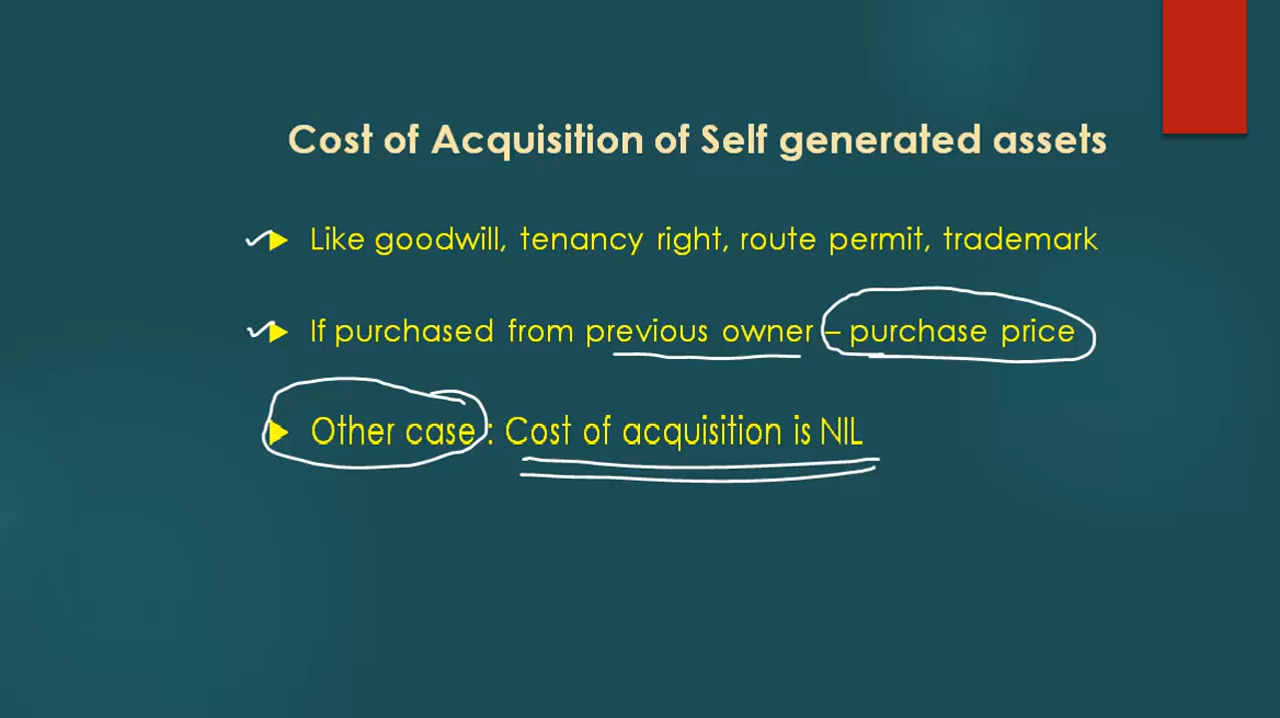 Cost of Acquisition of Self generated assets
Like goodwill, tenancy right, route permit, trademark
If purchased from previous owner – purchase price
Other case : Cost of acquisition is NIL